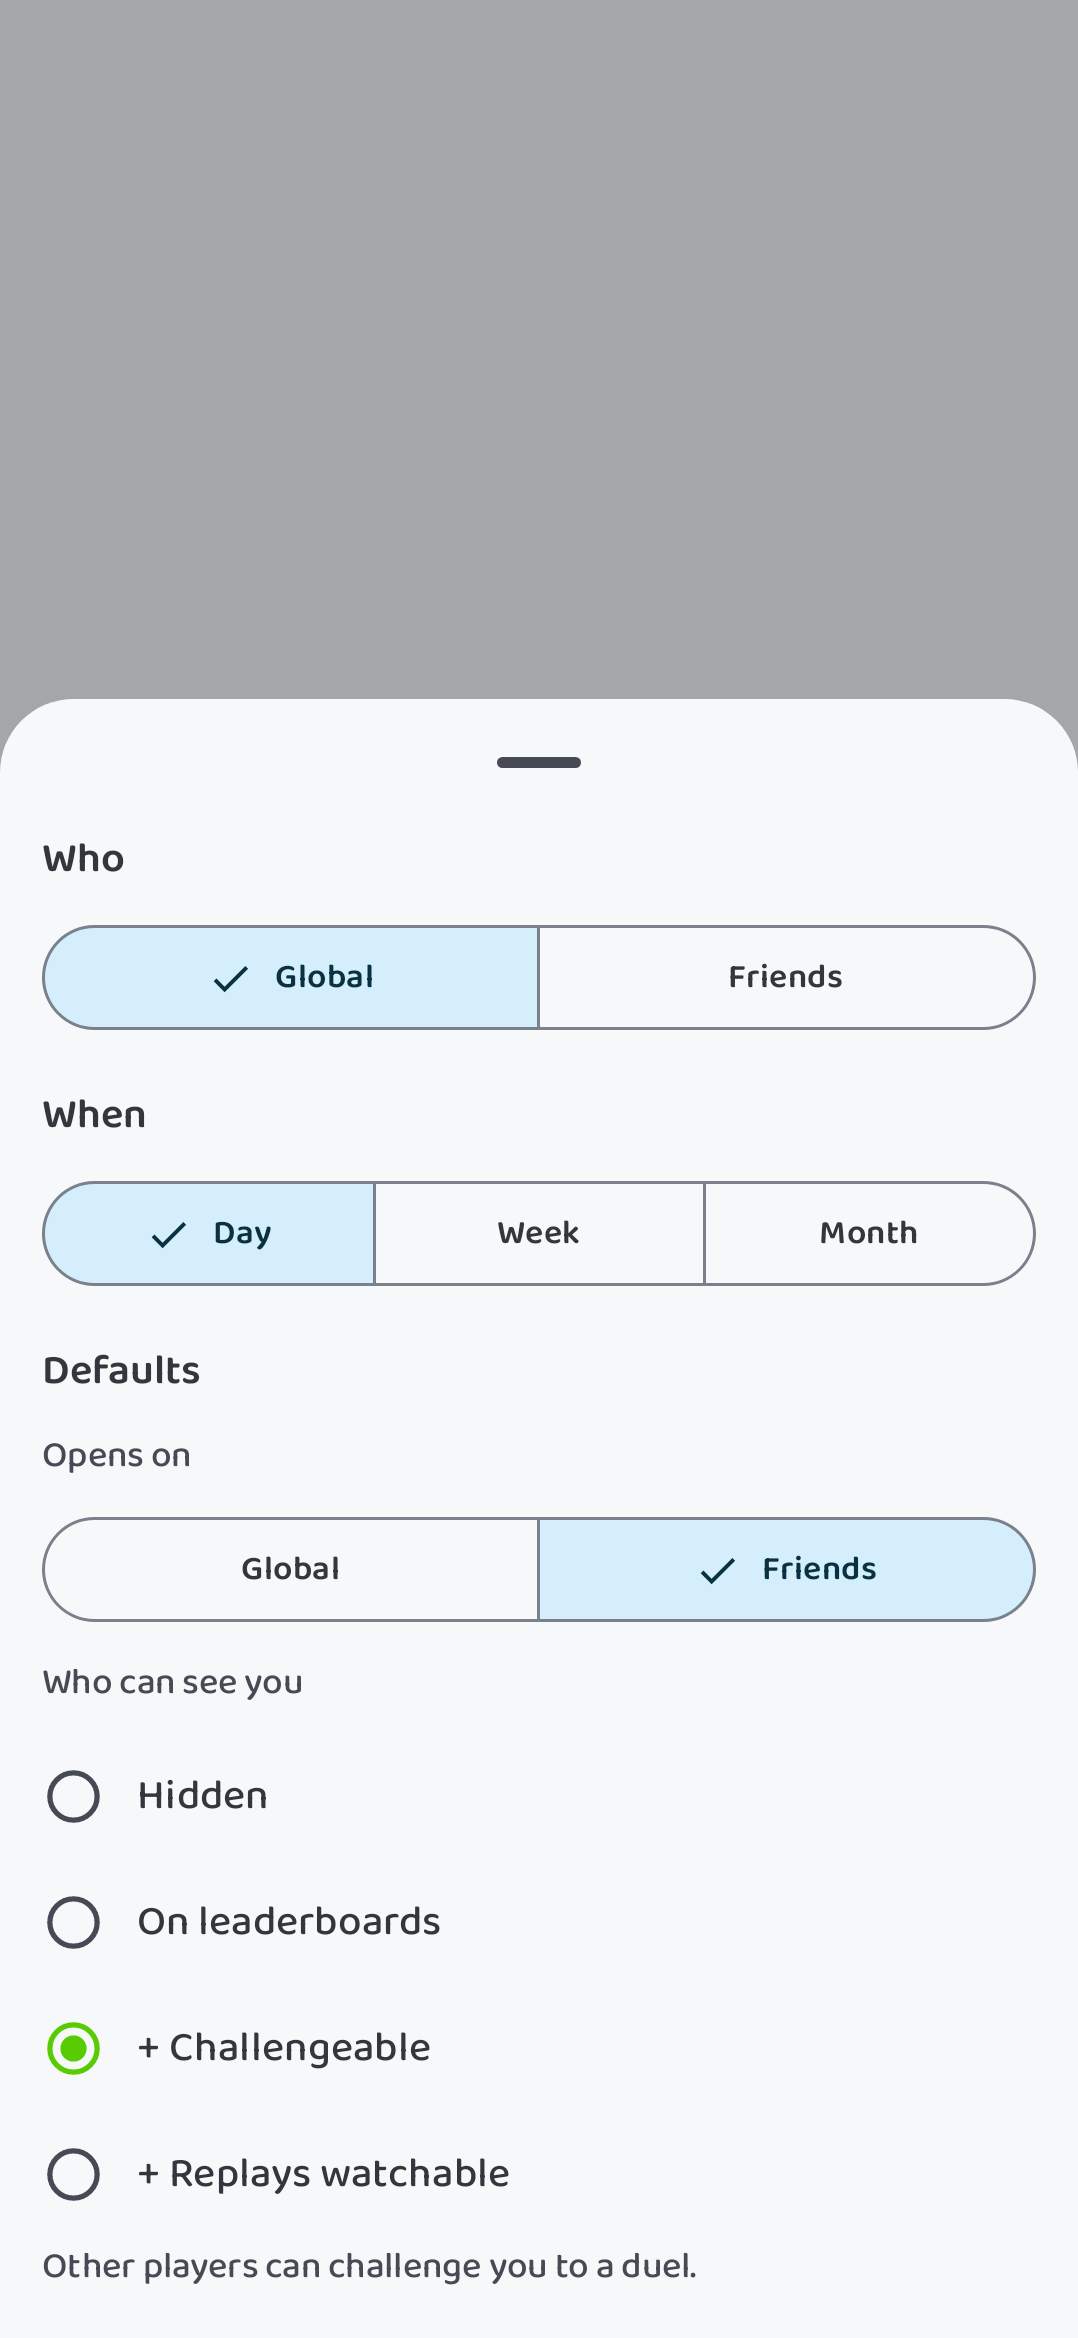 Who
Global
Friends
When
Day
Week
Month
Defaults
Opens on
Global
Friends
Who can see you
Hidden
On leaderboards
+ Challengeable
+ Replays watchable
Other players can challenge you to a duel.